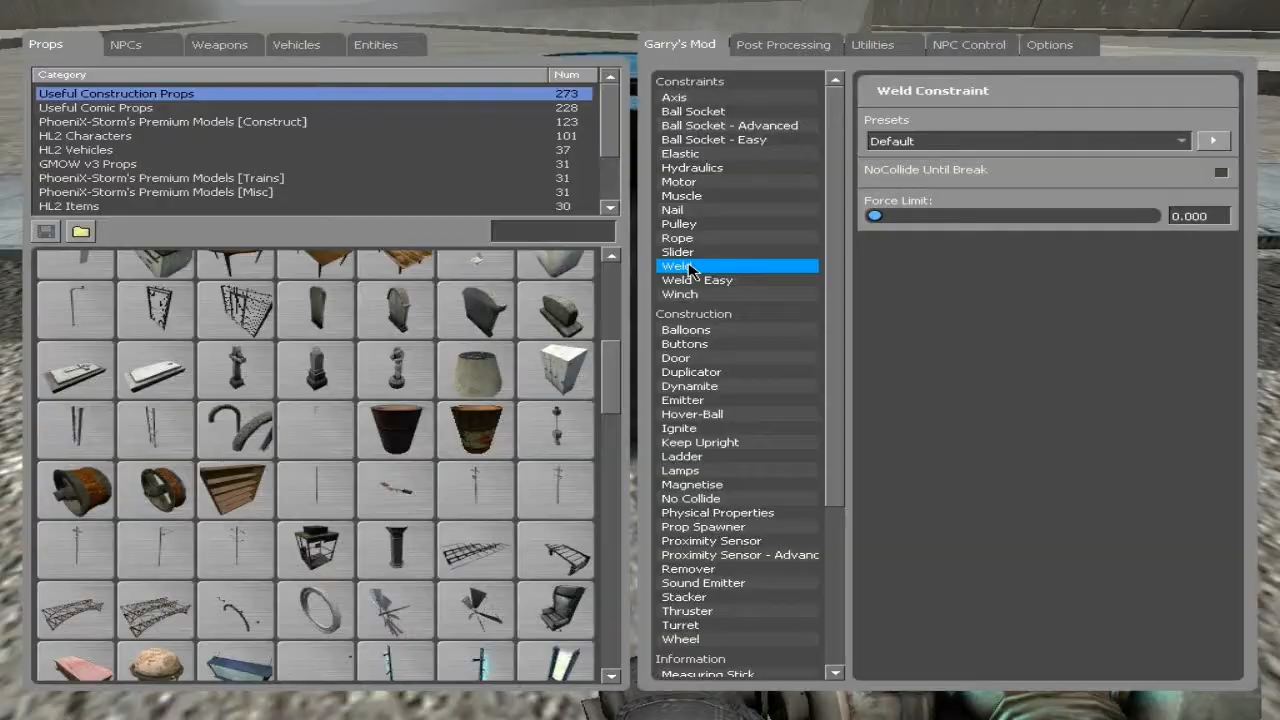 Props
NPCs
Weapons
Vehicles
Entities
Category Num
Useful Construction Props 273
Useful Comic Props 228
PhoeniX-Storm's Premium Models [Construct] 123
HL2 Characters 101
HL2 Vehicles 37
GMOW v3 Props 31
PhoeniX-Storm's Premium Models [Trains] 31
PhoeniX-Storm's Premium Models [Misc] 31
HL2 Items 30
Garry's Mod
Post Processing
Utilities
NPC Control
Options
Constraints
Axis
Ball Socket
Ball Socket - Advanced
Ball Socket - Easy
Elastic
Hydraulics
Motor
Muscle
Nail
Pulley
Rope
Slider
Weld
Weld - Easy
Winch
Construction
Balloons
Buttons
Door
Duplicator
Dynamite
Emitter
Hover-Ball
Ignite
Keep Upright
Ladder
Lamps
Magnetise
No Collide
Physical Properties
Prop Spawner
Proximity Sensor
Proximity Sensor - Advanc
Remover
Sound Emitter
Stacker
Thruster
Turret
Wheel
Information
Measuring Stick
Weld Constraint
Presets
Default
NoCollide Until Break
Force Limit:
0.000